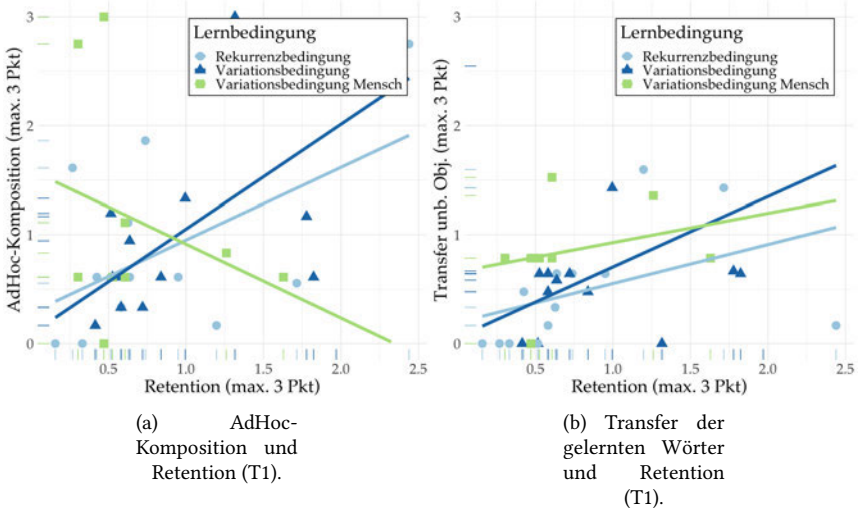 AdHoc-Komposition (max. 3 Pkt)
3
2
1
0
Lernbedingung
Rekurrenzbedingung
Variationsbedingung
Variationsbedingung Mensch
0.5 1.0 1.5 2.0 2.5
Retention (max. 3 Pkt)
(a) AdHoc-
Komposition und
Retention (T1).
Transfer unb. Obj. (max. 3 Pkt)
3
2
1
0
Lernbedingung
Rekurrenzbedingung
Variationsbedingung
Variationsbedingung Mensch
0.5 1.0 1.5 2.0 2.5
Retention (max. 3 Pkt)
(b) Transfer der
gelernten Wörter
und Retention
(T1).